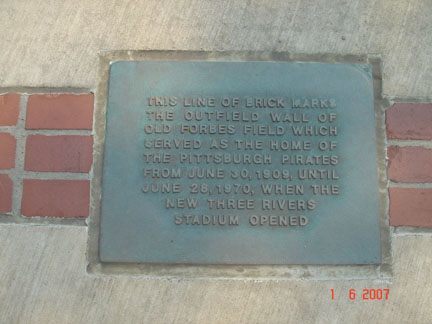 THIS LINE OF BRICK MARKS
THE OUTFIELD WALL OF
OLD FORBES FIELD WHICH
SERVED AS THE HOME OF
THE PITTSBURGH PIRATES
FROM JUNE 30, 1909, UNTIL
JUNE 28, 1970, WHEN THE
NEW THREE RIVERS
STADIUM OPENED
1 6 2007